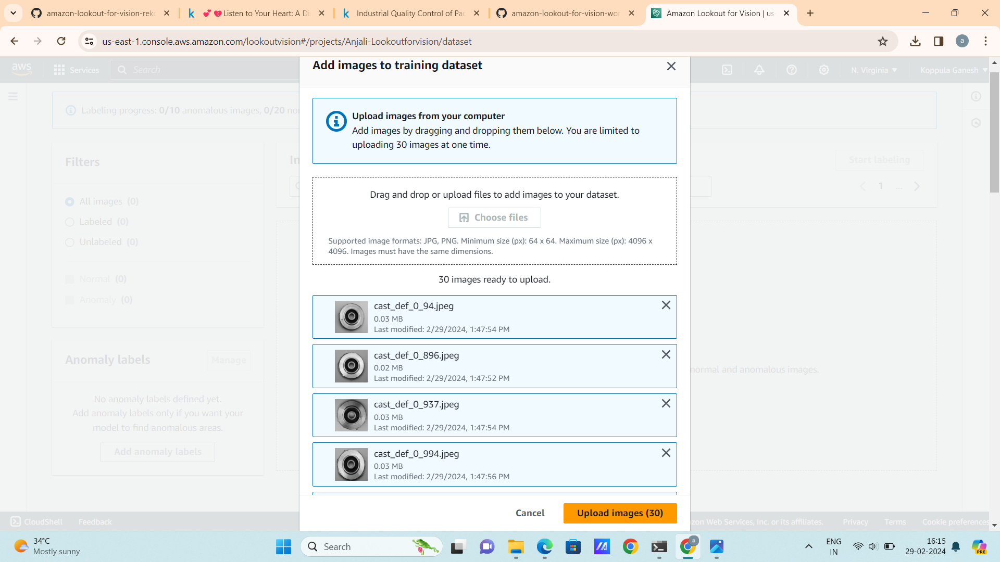 amazon-lookout-for-vision-rek
Listen to Your Heart: A Di
Industrial Quality Control of Pac
amazon-lookout-for-vision-wor
Amazon Lookout for Vision | us-
us-east-1.console.aws.amazon.com/lookoutvision#/projects/Anjali-Lookoutforvision/dataset
a
aws
Services
Search
N. Virginia
Koppula Ganesh
Add images to training dataset
Labeling progress: 0/10 anomalous images, 0/20 no
Upload images from your computer
Add images by dragging and dropping them below. You are limited to
uploading 30 images at one time.
Filters
All images (0)
Labeled (0)
Unlabeled (0)
Normal (0)
Anomaly (0)
Start labeling
1 ...
Drag and drop or upload files to add images to your dataset.
Choose files
Supported image formats: JPG, PNG. Minimum size (px): 64 x 64. Maximum size (px): 4096 x
4096. Images must have the same dimensions.
30 images ready to upload.
cast_def_0_94.jpeg
0.03 MB
Last modified: 2/29/2024, 1:47:54 PM
cast_def_0_896.jpeg
0.02 MB
Last modified: 2/29/2024, 1:47:52 PM
cast_def_0_937.jpeg
0.03 MB
Last modified: 2/29/2024, 1:47:54 PM
cast_def_0_994.jpeg
0.03 MB
Last modified: 2/29/2024, 1:47:56 PM
Anomaly labels
Manage
No anomaly labels defined yet.
Add anomaly labels only if you want your
model to find anomalous areas.
Add anomaly labels
normal and anomalous images.
Cancel
Upload images (30)
CloudShell
Feedback
zon Web Services, Inc. or its affiliates.
Privacy
Terms
Cookie preferences
34°C
Mostly sunny
Search
a
ENG
IN
16:15
29-02-2024
PRE